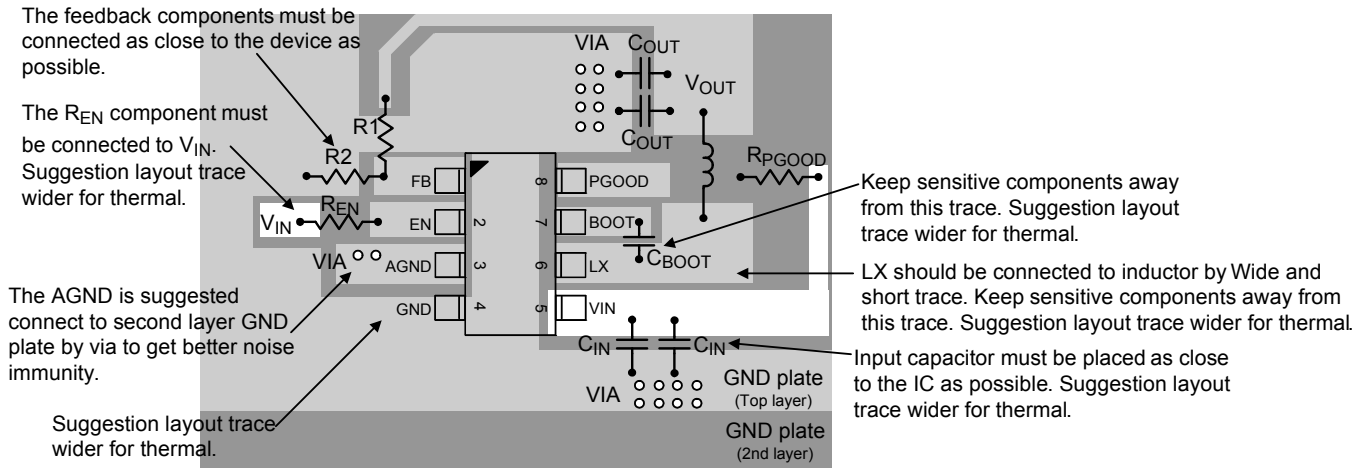 The feedback components must be
connected as close to the device as
possible.
The REN component must
be connected to VIN.
Suggestion layout trace
wider for thermal.
The AGND is suggested
connect to second layer GND
plate by via to get better noise
immunity.
Suggestion layout trace
wider for thermal.
VIA
COUT
COUT
VOUT
R1
R2
REN
VIN
VIA
RPGOOD
FB
EN
AGND
GND
2
3
4
8
7
6
5
PGOOD
BOOT
LX
VIN
CBOOT
CIN
CIN
VIA
GND plate
(Top layer)
GND plate
(2nd layer)
Keep sensitive components away
from this trace. Suggestion layout
trace wider for thermal.
LX should be connected to inductor by Wide and
short trace. Keep sensitive components away from
this trace. Suggestion layout trace wider for thermal.
Input capacitor must be placed as close
to the IC as possible. Suggestion layout
trace wider for thermal.